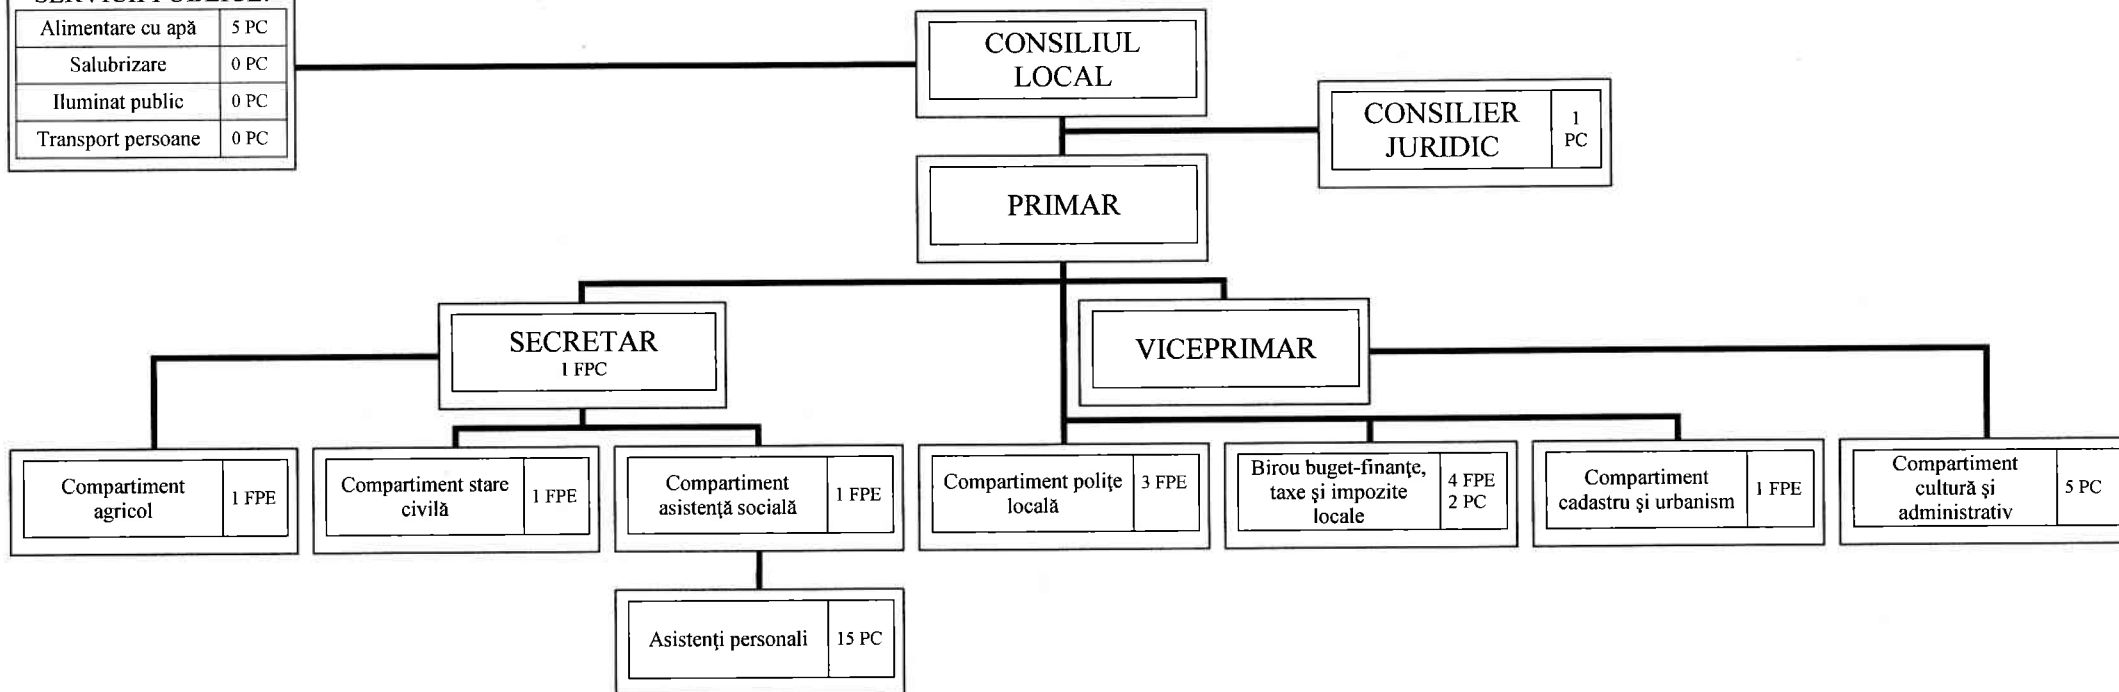 Alimentare cu apă 5 PC
Salubrizare 0 PC
Iluminat public 0 PC
Transport persoane 0 PC
CONSILIUL
LOCAL
CONSILIER
JURIDIC
1
PC
PRIMAR
SECRETAR
1 FPC
VICEPRIMAR
Compartiment
agricol
1 FPE
Compartiment stare
civilă
1 FPE
Compartiment
asistenţă socială
1 FPE
Compartiment poliţe
locală
3 FPE
Birou buget-finanţe,
taxe şi impozite
locale
4 FPE
2 PC
Compartiment
cadastru şi urbanism
1 FPE
Compartiment
cultură şi
administrativ
5 PC
Asistenţi personali
15 PC